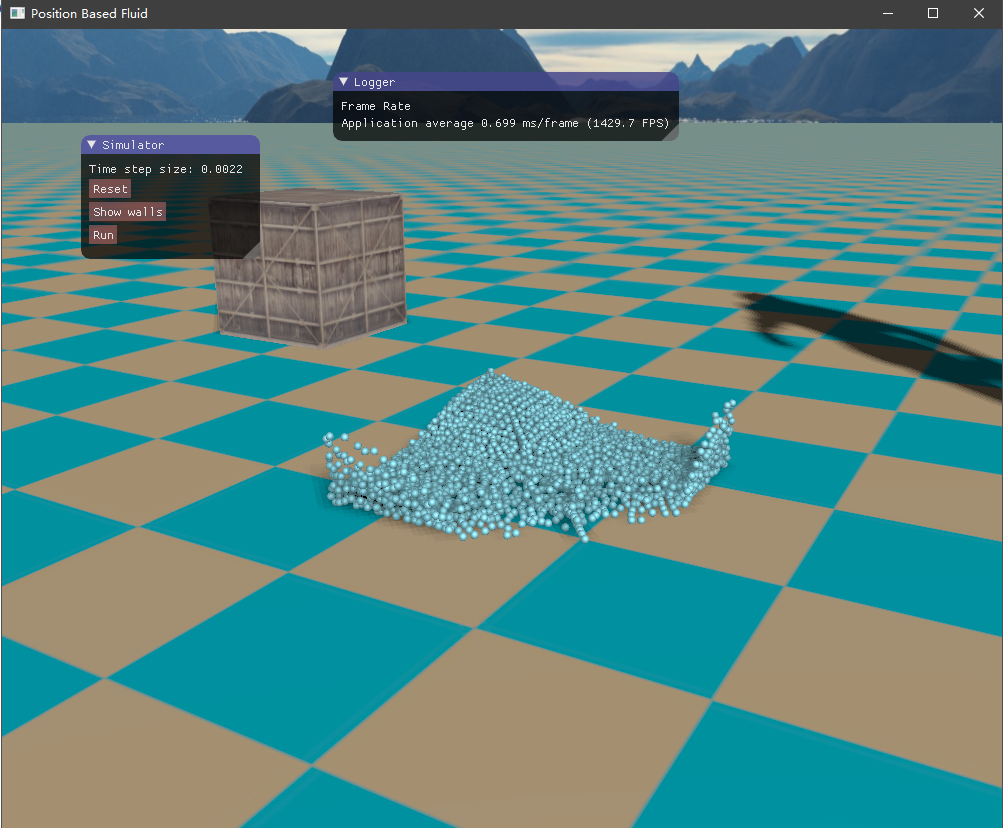 Position Based Fluid
Logger
Frame Rate
Application average 0.699 ms/frame (1429.7 FPS)
Simulator
Time step size: 0.0022
Reset
Show walls
Run